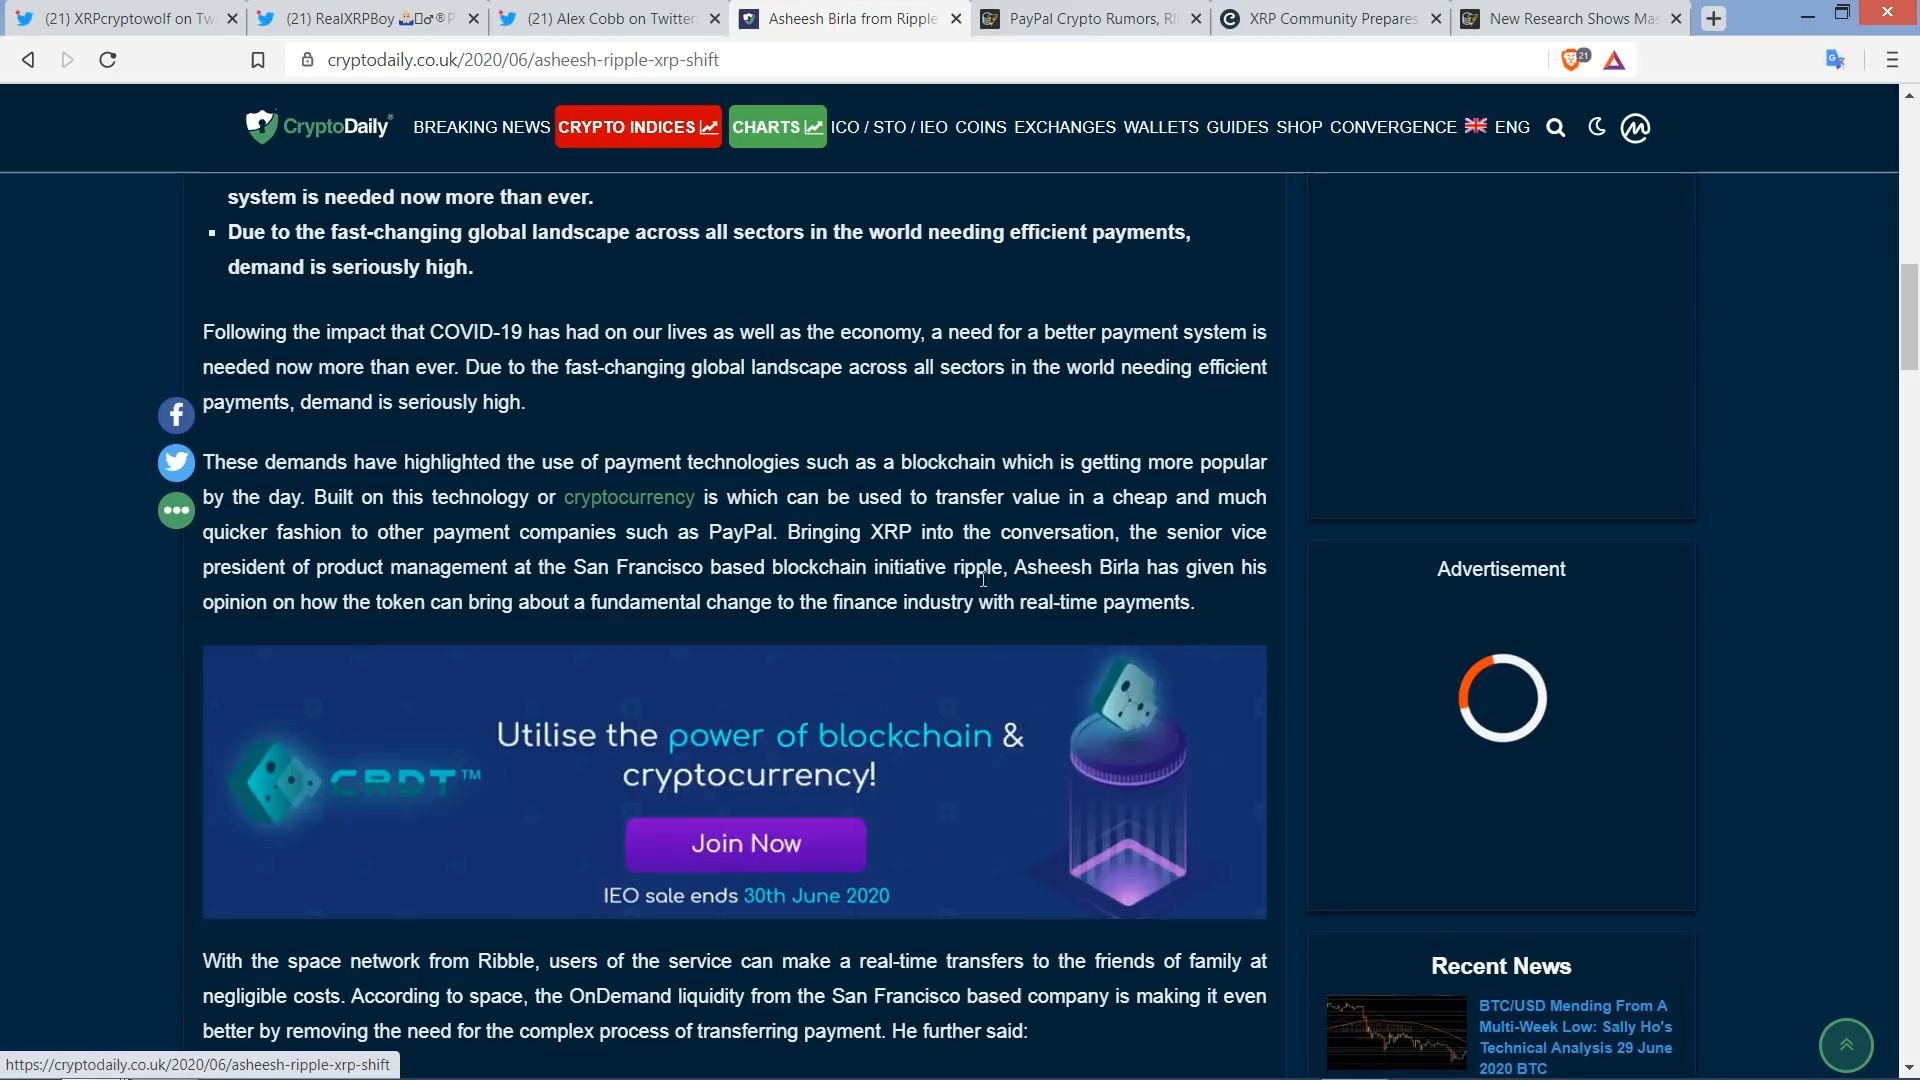 (21) XRPcryptowolf on Tw
(21) RealXRPBoy
(21) Alex Cobb on Twitter
Asheesh Birla from Ripple
PayPal Crypto Rumors, RI
XRP Community Prepares
New Research Shows Mas
cryptodaily.co.uk/2020/06/asheesh-ripple-xrp-shift
21
CryptoDaily®
BREAKING NEWS CRYPTO INDICES CHARTS ICO / STO / IEO COINS EXCHANGES WALLETS GUIDES SHOP CONVERGENCE ENG
system is needed now more than ever.
Due to the fast-changing global landscape across all sectors in the world needing efficient payments,
demand is seriously high.
Following the impact that COVID-19 has had on our lives as well as the economy, a need for a better payment system is
needed now more than ever. Due to the fast-changing global landscape across all sectors in the world needing efficient
payments, demand is seriously high.
These demands have highlighted the use of payment technologies such as a blockchain which is getting more popular
by the day. Built on this technology or cryptocurrency is which can be used to transfer value in a cheap and much
quicker fashion to other payment companies such as PayPal. Bringing XRP into the conversation, the senior vice
president of product management at the San Francisco based blockchain initiative ripple, Asheesh Birla has given his
opinion on how the token can bring about a fundamental change to the finance industry with real-time payments.
CRDT™
Utilise the power of blockchain &
cryptocurrency!
Join Now
IEO sale ends 30th June 2020
With the space network from Ribble, users of the service can make a real-time transfers to the friends of family at
negligible costs. According to space, the OnDemand liquidity from the San Francisco based company is making it even
better by removing the need for the complex process of transferring payment. He further said:
Advertisement
Recent News
BTC/USD Mending From A
Multi-Week Low: Sally Ho's
Technical Analysis 29 June
2020 BTC
https://cryptodaily.co.uk/2020/06/asheesh-ripple-xrp-shift